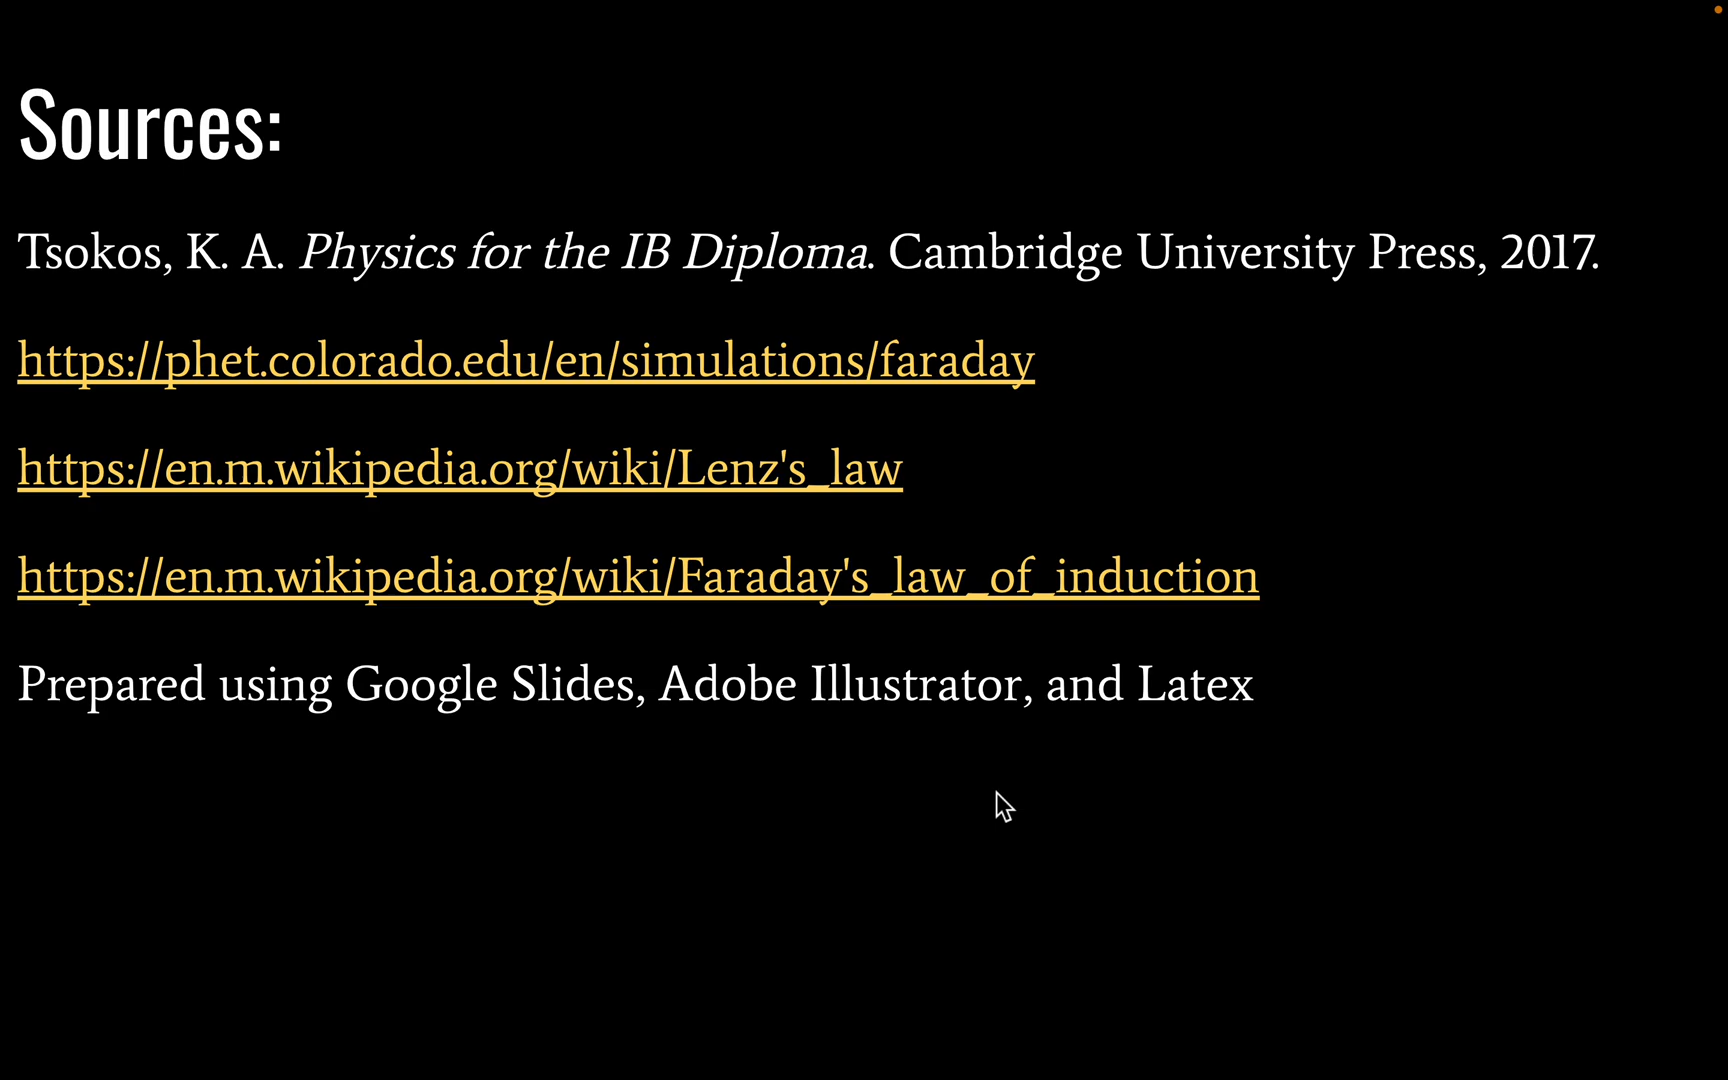 Sources:
Tsokos, K. A. Physics for the IB Diploma. Cambridge University Press, 2017.
https://phet.colorado.edu/en/simulations/faraday
https://en.m.wikipedia.org/wiki/Lenz's_law
https://en.m.wikipedia.org/wiki/Faraday's_law_of_induction
Prepared using Google Slides, Adobe Illustrator, and Latex